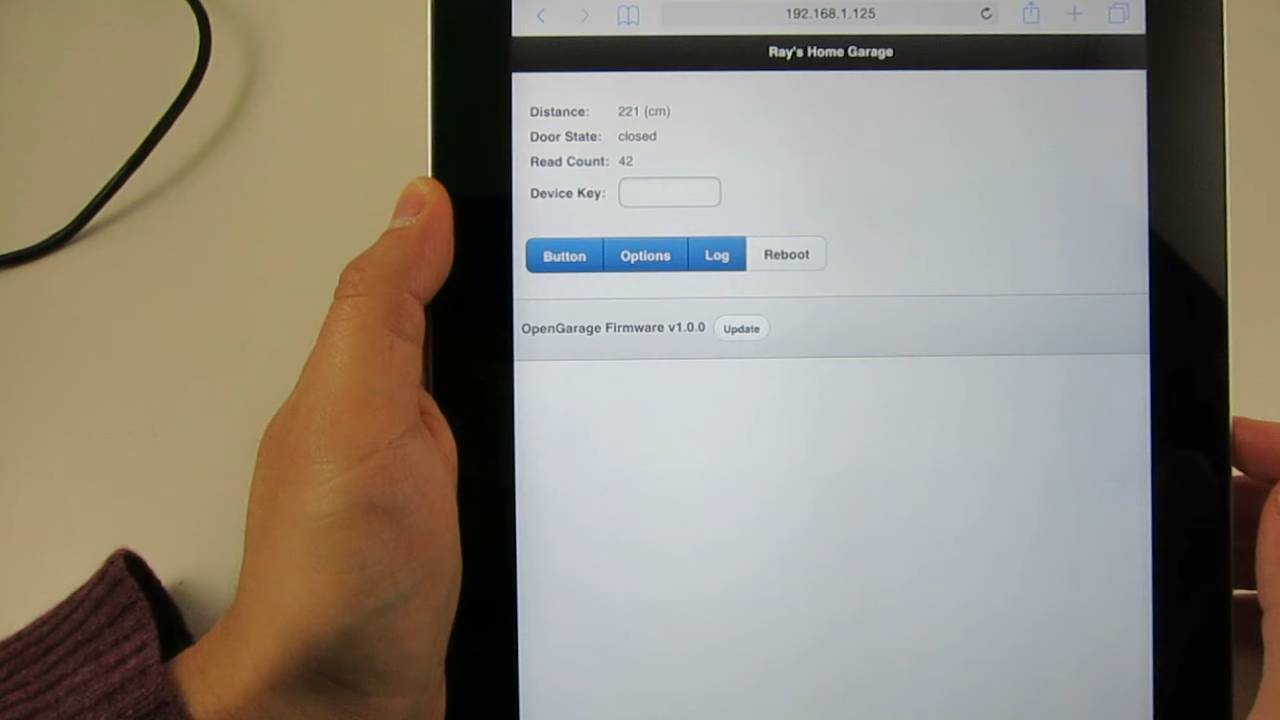 192.168.1.125
Ray's Home Garage
Distance: 221 (cm)
Door State: closed
Read Count: 42
Device Key:
Button Options Log Reboot
OpenGarage Firmware v1.0.0 Update